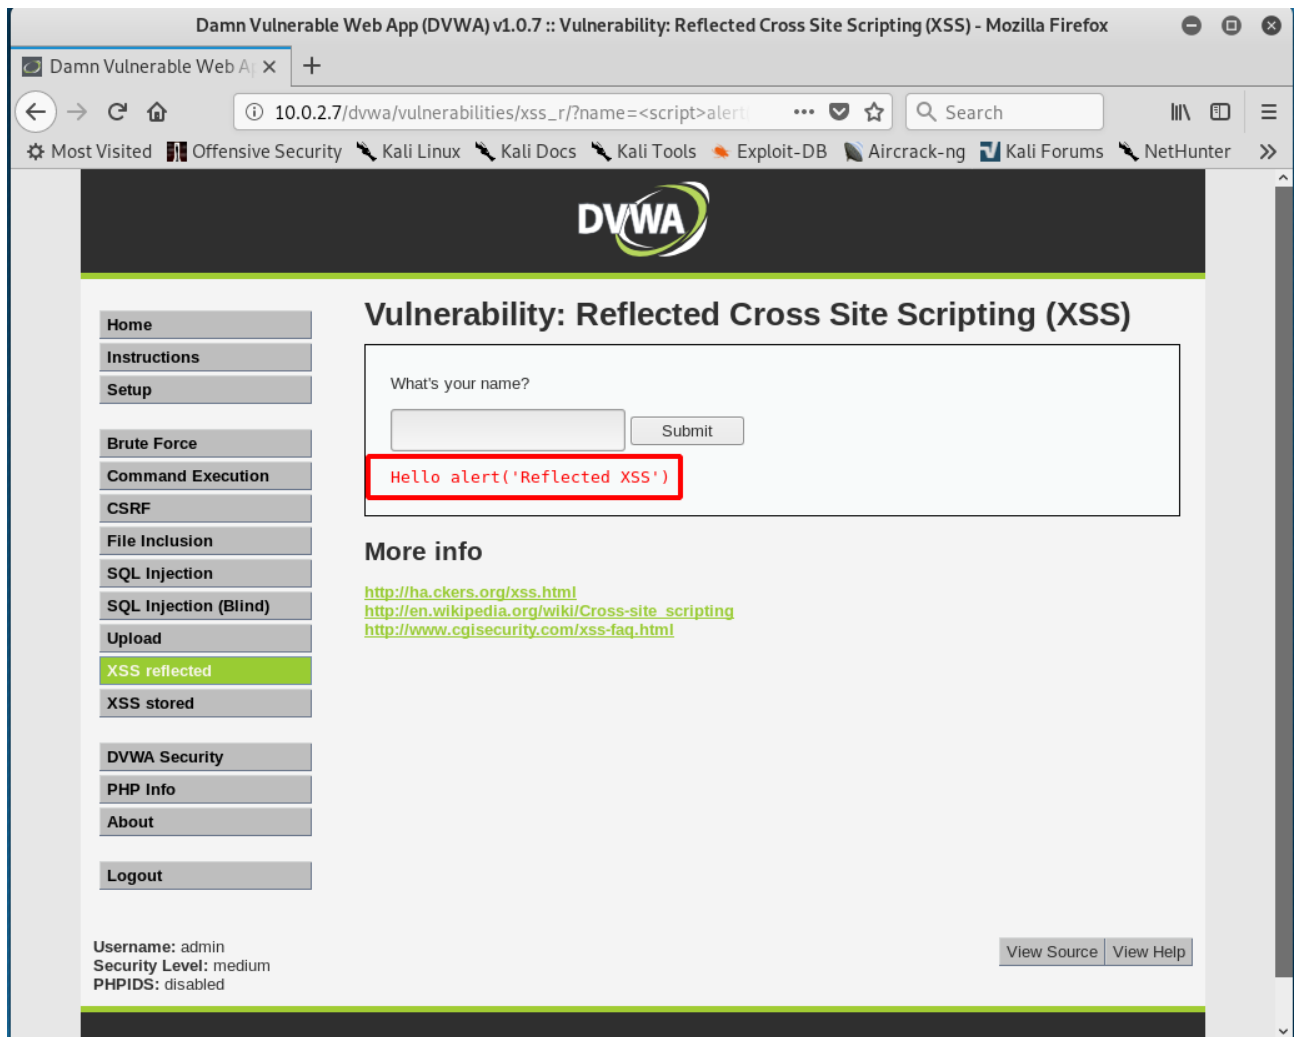 Damn Vulnerable Web App (DVWA) v1.0.7 :: Vulnerability: Reflected Cross Site Scripting (XSS) - Mozilla Firefox
Damn Vulnerable Web Ap
10.0.2.7/dvwa/vulnerabilities/xss_r/?name=<script>alert(
Search
Most Visited Offensive Security Kali Linux Kali Docs Kali Tools Exploit-DB Aircrack-ng Kali Forums NetHunter
DVWA
Home
Instructions
Setup
Brute Force
Command Execution
CSRF
File Inclusion
SQL Injection
SQL Injection (Blind)
Upload
XSS reflected
XSS stored
DVWA Security
PHP Info
About
Logout
Vulnerability: Reflected Cross Site Scripting (XSS)
What's your name?
Submit
Hello alert('Reflected XSS')
More info
http://ha.ckers.org/xss.html
http://en.wikipedia.org/wiki/Cross-site_scripting
http://www.cgisecurity.com/xss-faq.html
Username: admin
Security Level: medium
PHPIDS: disabled
View Source View Help